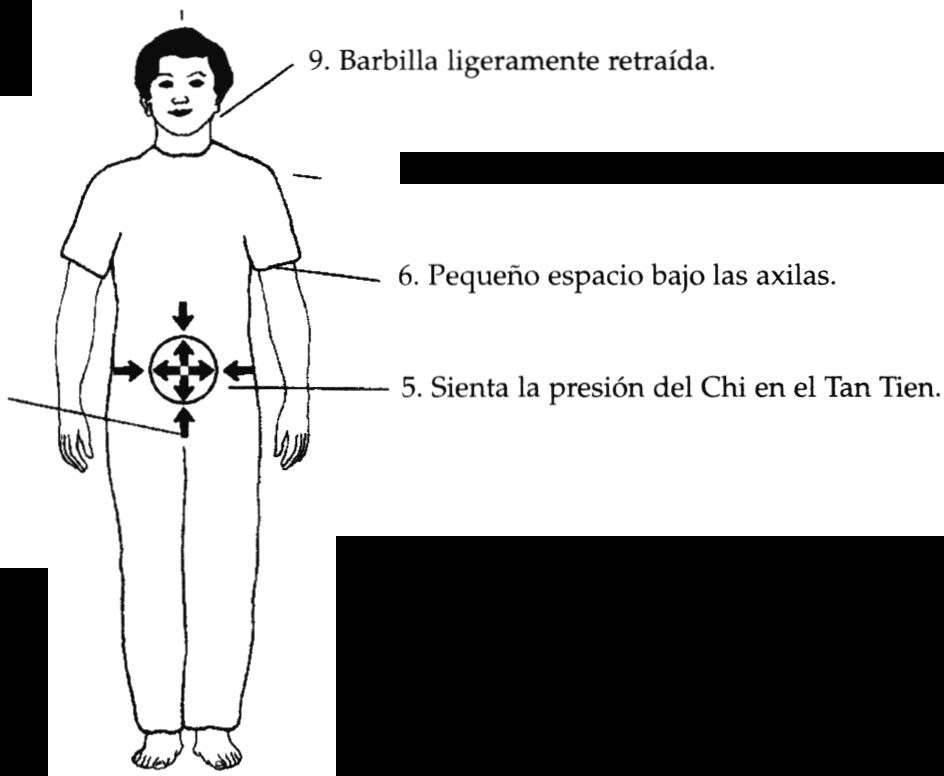 9. Barbilla ligeramente retraída.
6. Pequeño espacio bajo las axilas.
5. Sienta la presión del Chi en el Tan Tien.